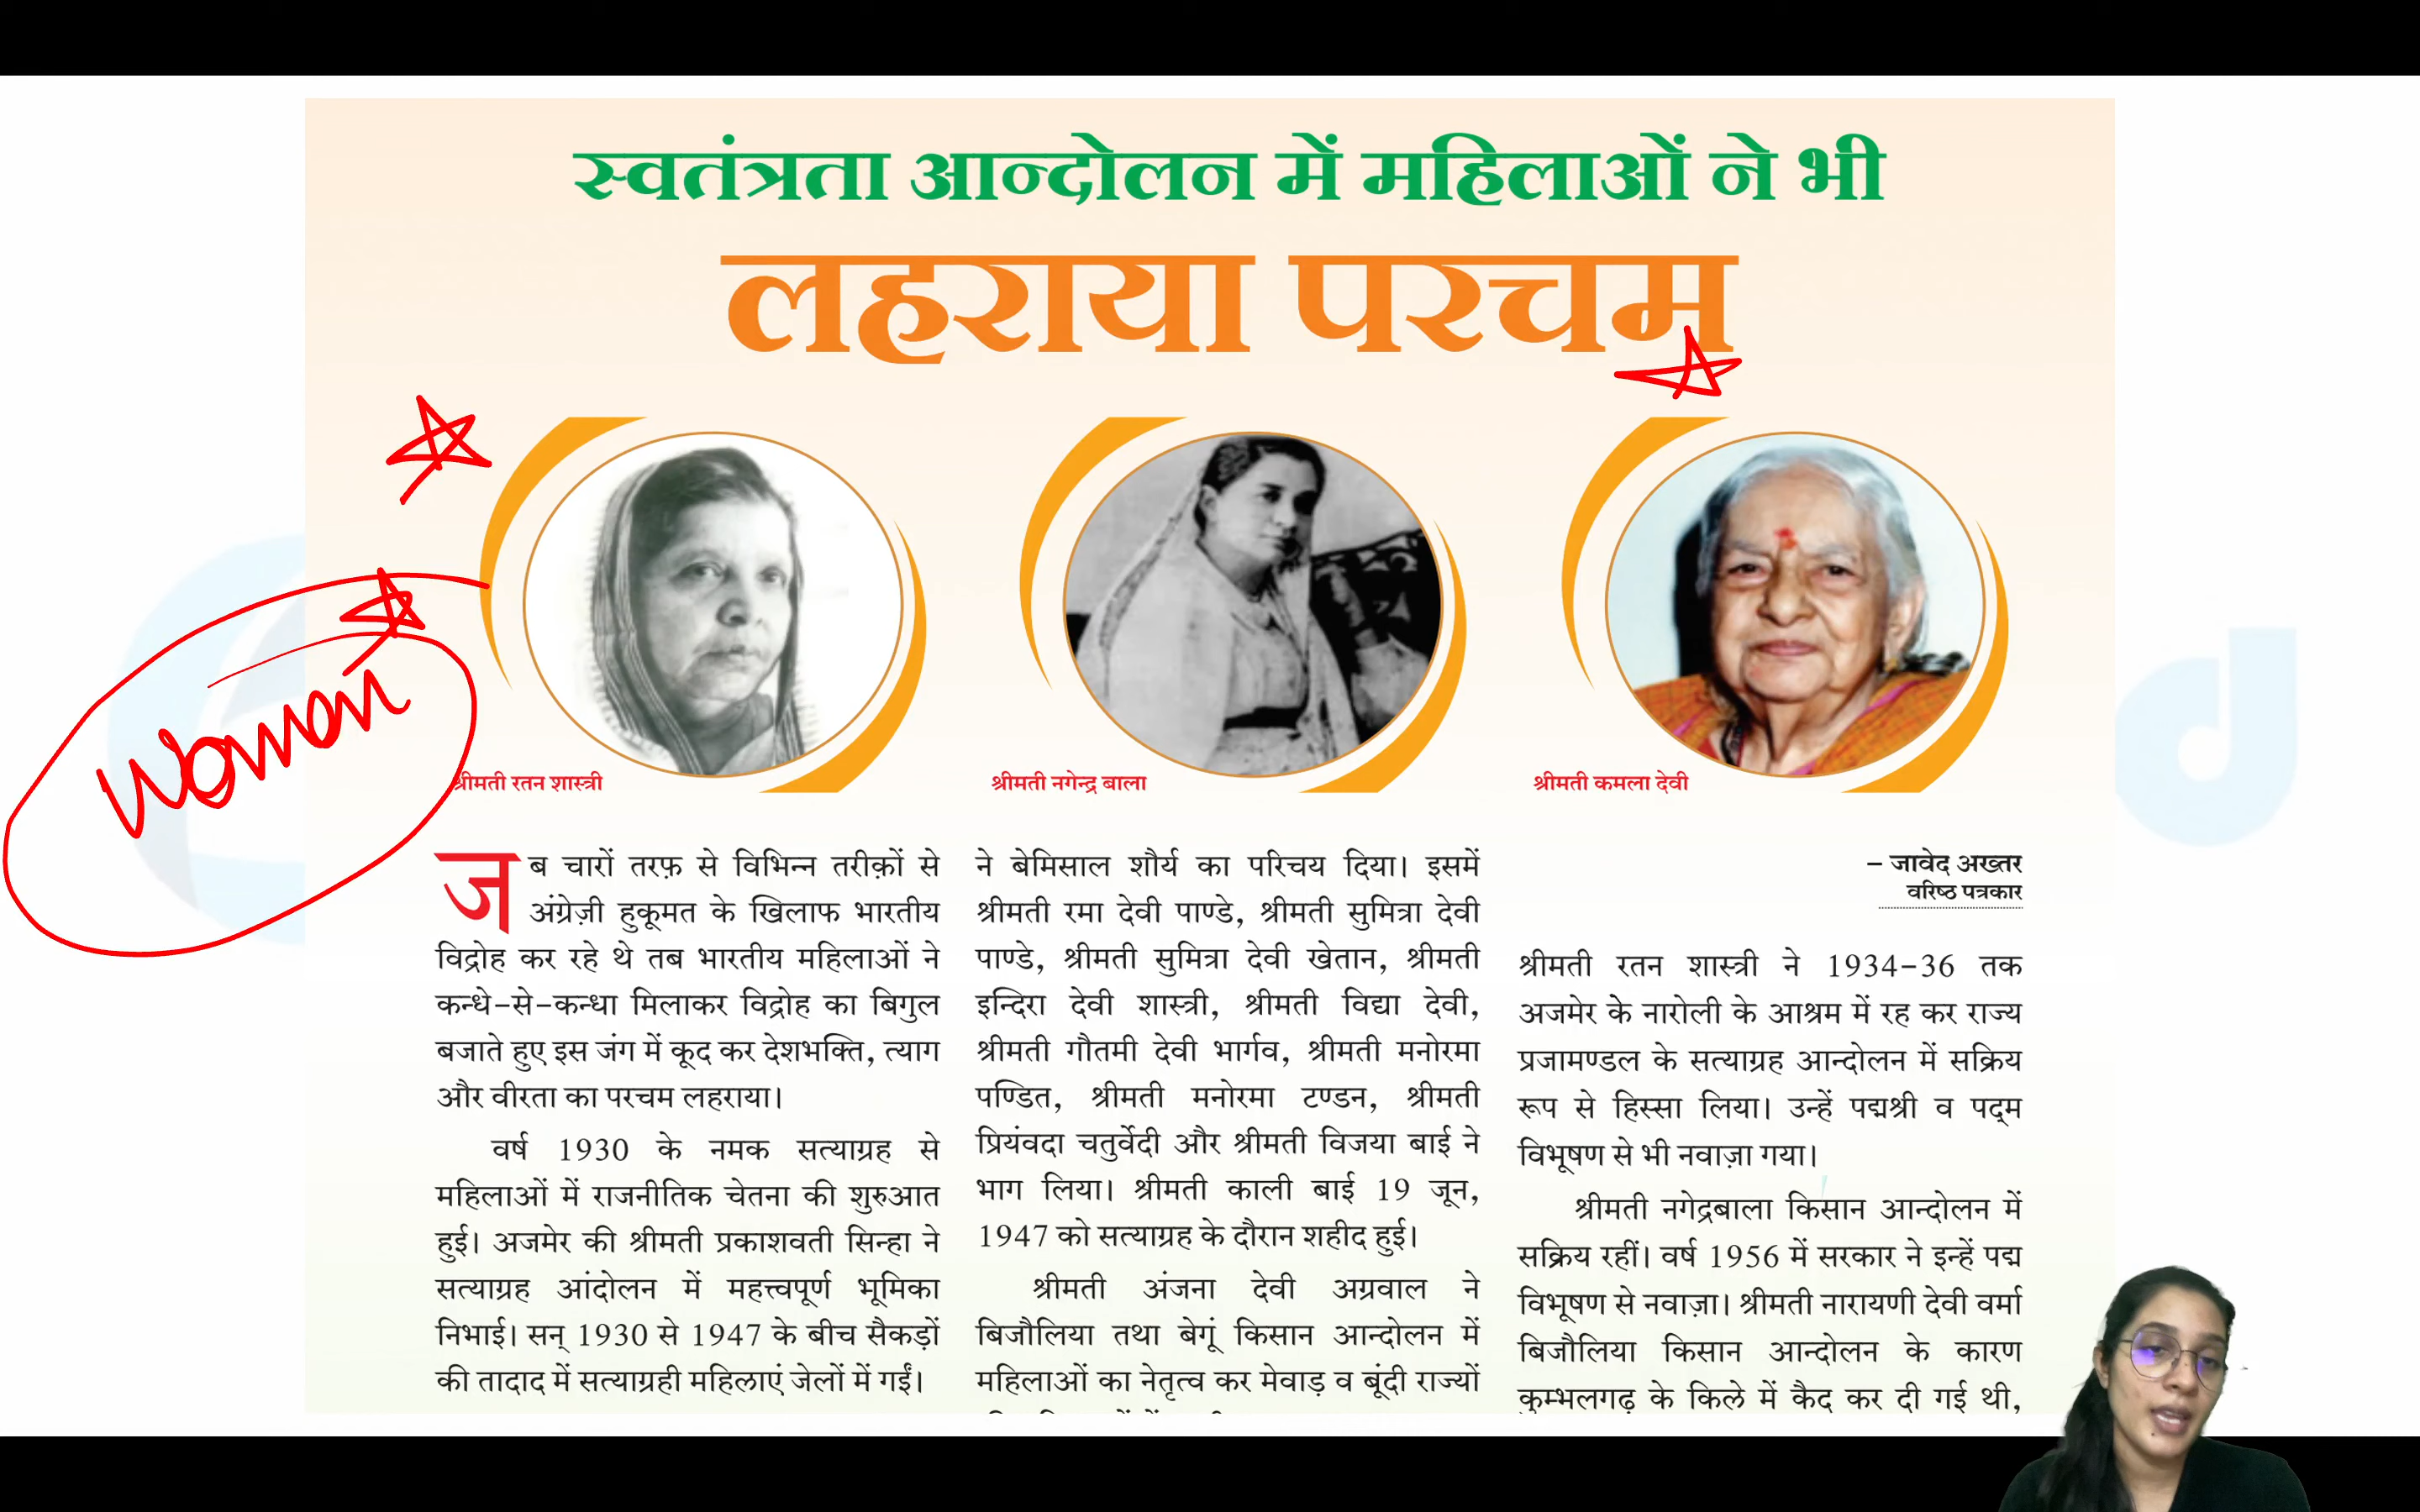 स्वतंत्रता आन्दोलन में महिलाओं ने भी
लहराया परचम
woman
श्रीमती रतन शास्त्री
श्रीमती नगेन्द्र बाला
श्रीमती कमला देवी
जब चारों तरफ़ से विभिन्न तरीक़ों से
अंग्रेज़ी हुकूमत के खिलाफ भारतीय
विद्रोह कर रहे थे तब भारतीय महिलाओं ने
कन्धे-से-कन्धा मिलाकर विद्रोह का बिगुल
बजाते हुए इस जंग में कूद कर देशभक्ति, त्याग
और वीरता का परचम लहराया।
वर्ष 1930 के नमक सत्याग्रह से
महिलाओं में राजनीतिक चेतना की शुरुआत
हुई। अजमेर की श्रीमती प्रकाशवती सिन्हा ने
सत्याग्रह आंदोलन में महत्त्वपूर्ण भूमिका
निभाई। सन् 1930 से 1947 के बीच सैकड़ों
की तादाद में सत्याग्रही महिलाएं जेलों में गईं।
ने बेमिसाल शौर्य का परिचय दिया। इसमें
श्रीमती रमा देवी पाण्डे, श्रीमती सुमित्रा देवी
पाण्डे, श्रीमती सुमित्रा देवी खेतान, श्रीमती
इन्दिरा देवी शास्त्री, श्रीमती विद्या देवी,
श्रीमती गौतमी देवी भार्गव, श्रीमती मनोरमा
पण्डित, श्रीमती मनोरमा टण्डन, श्रीमती
प्रियंवदा चतुर्वेदी और श्रीमती विजया बाई ने
भाग लिया। श्रीमती काली बाई 19 जून,
1947 को सत्याग्रह के दौरान शहीद हुई।
श्रीमती अंजना देवी अग्रवाल ने
बिजौलिया तथा बेगूं किसान आन्दोलन में
महिलाओं का नेतृत्व कर मेवाड़ व बूंदी राज्यों
– जावेद अख्तर
वरिष्ठ पत्रकार
श्रीमती रतन शास्त्री ने 1934-36 तक
अजमेर के नारोली के आश्रम में रह कर राज्य
प्रजामण्डल के सत्याग्रह आन्दोलन में सक्रिय
रूप से हिस्सा लिया। उन्हें पद्मश्री व पद्म
विभूषण से भी नवाज़ा गया।
श्रीमती नगेद्रबाला किसान आन्दोलन में
सक्रिय रहीं। वर्ष 1956 में सरकार ने इन्हें पद्म
विभूषण से नवाज़ा। श्रीमती नारायणी देवी वर्मा
बिजौलिया किसान आन्दोलन के कारण
कुम्भलगढ़ के किले में कैद कर दी गई थी,